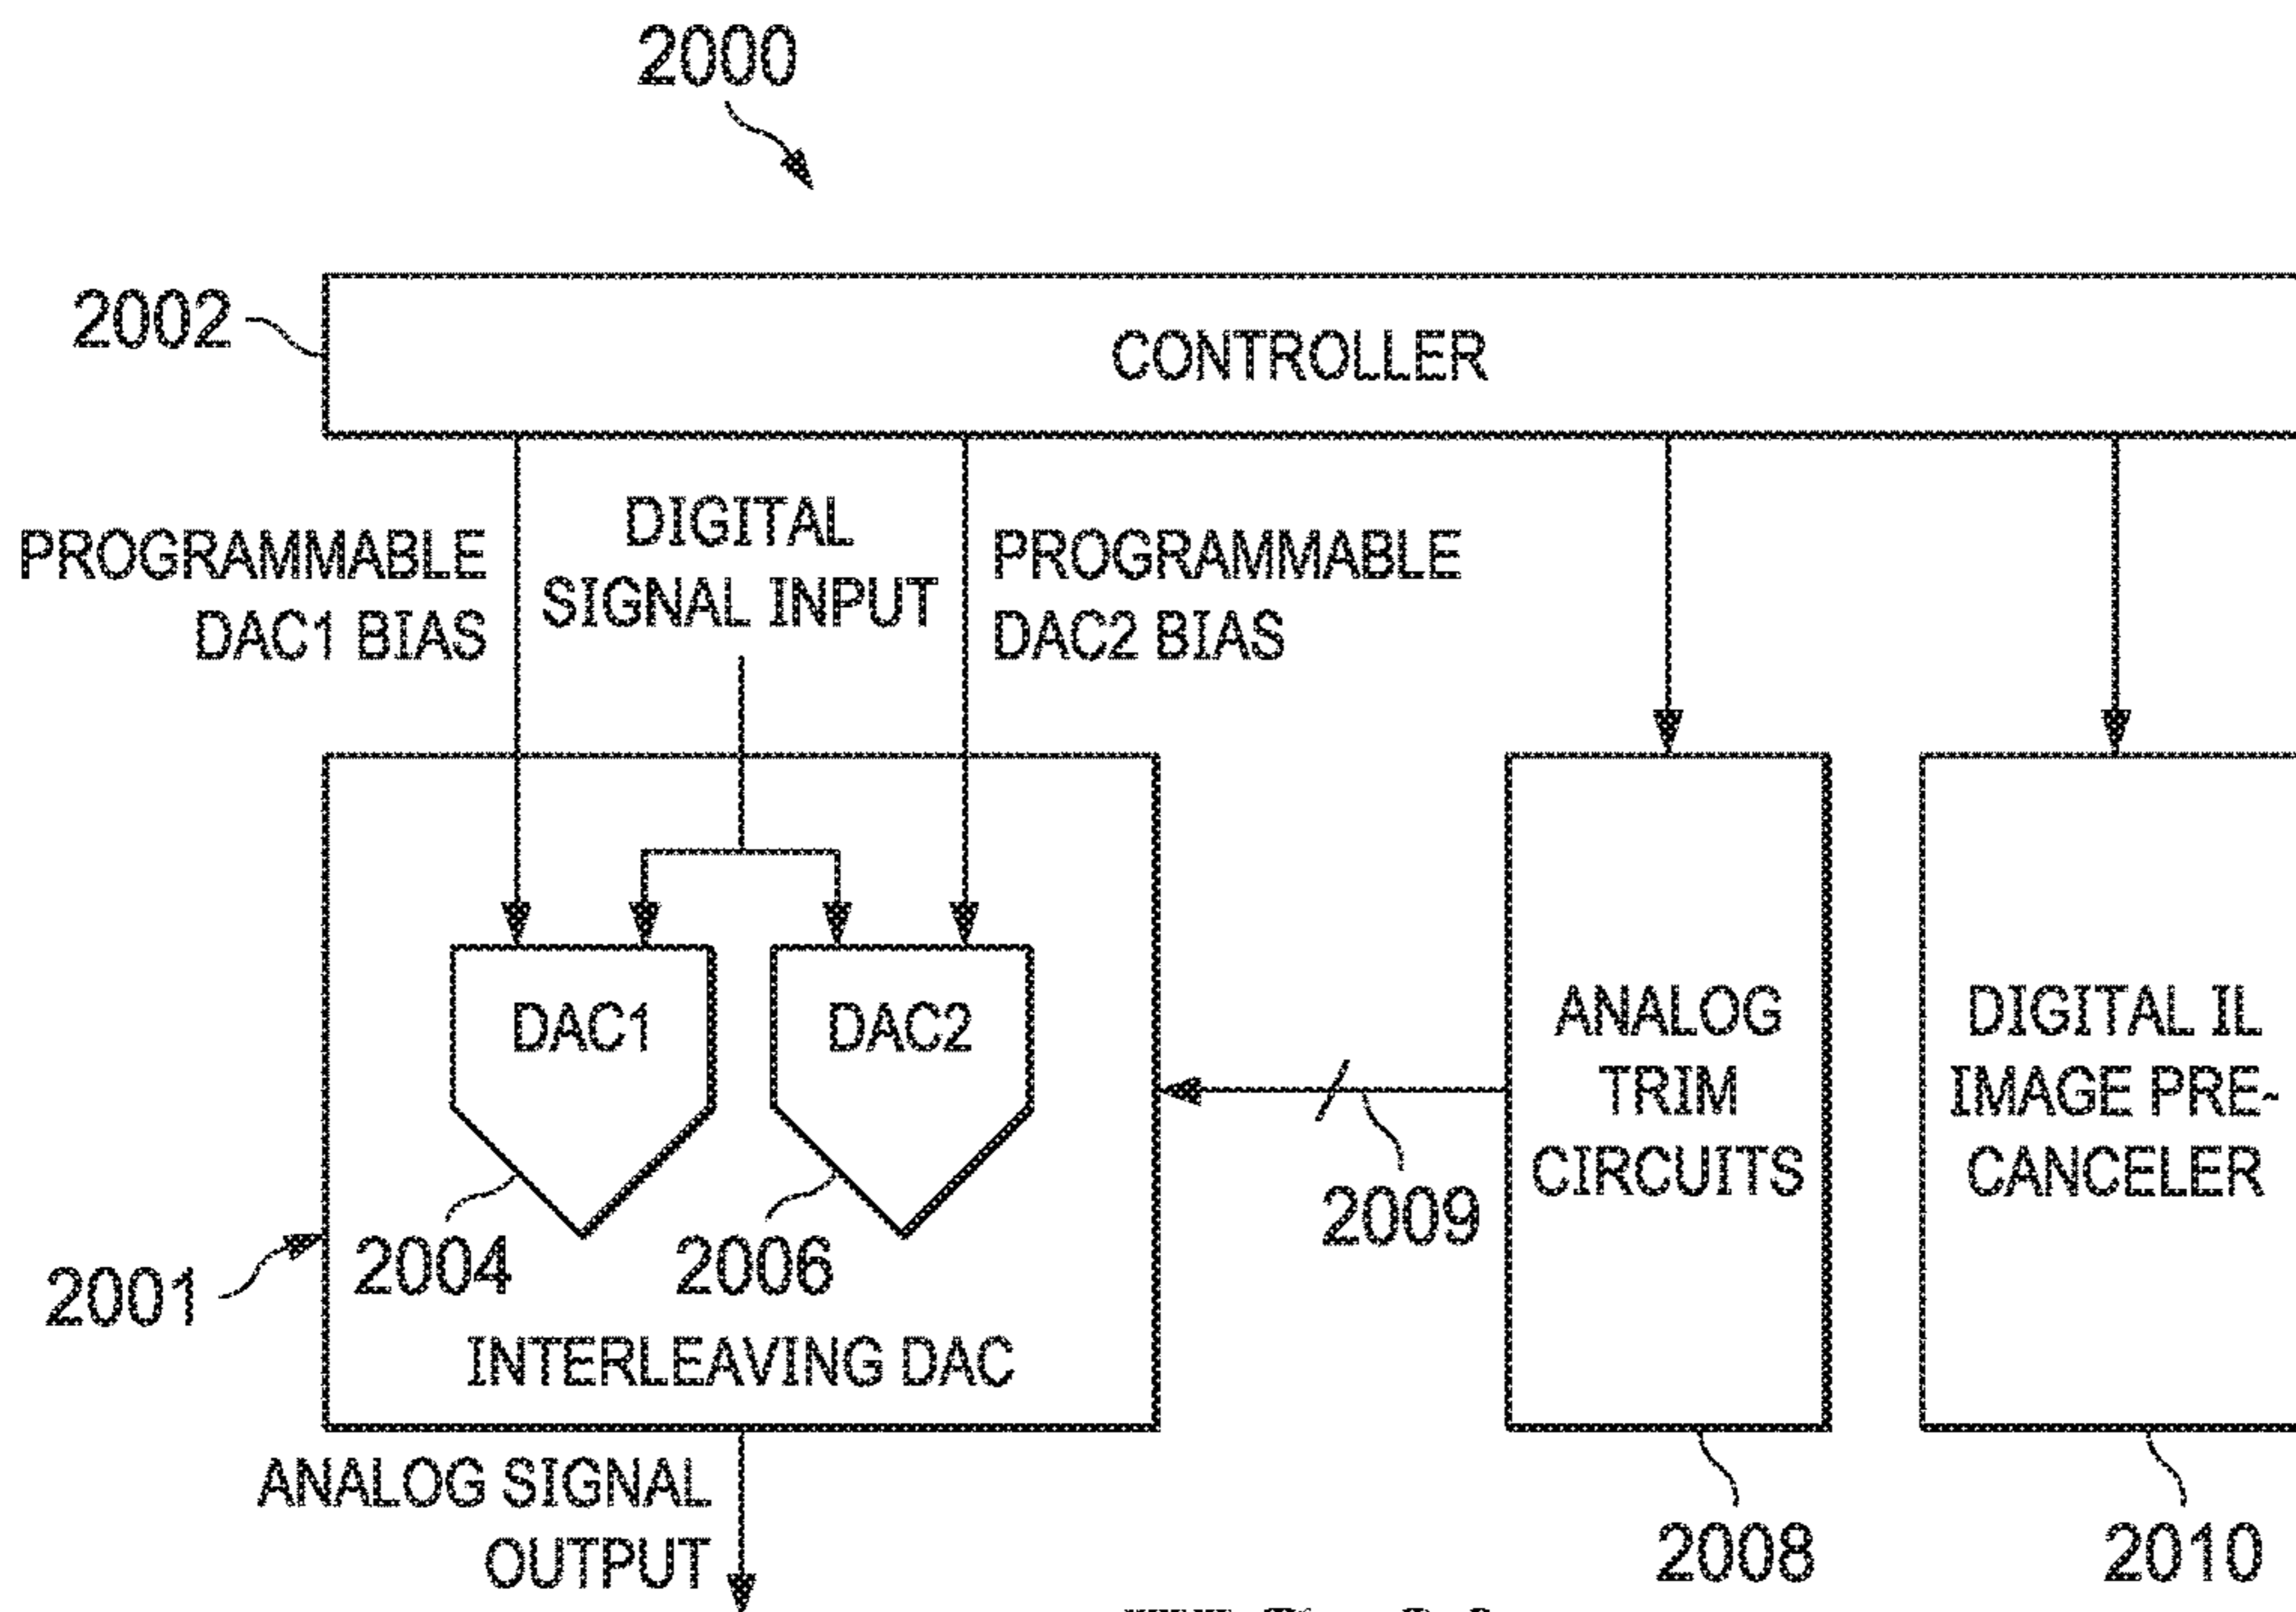 2000
2002
CONTROLLER
PROGRAMMABLE
DAC1 BIAS
DIGITAL
SIGNAL INPUT
PROGRAMMABLE
DAC2 BIAS
DAC1
DAC2
2004
2006
2001
INTERLEAVING DAC
2009
ANALOG
TRIM
CIRCUITS
DIGITAL IL
IMAGE PRE-
CANCELER
ANALOG SIGNAL
OUTPUT
2008
2010